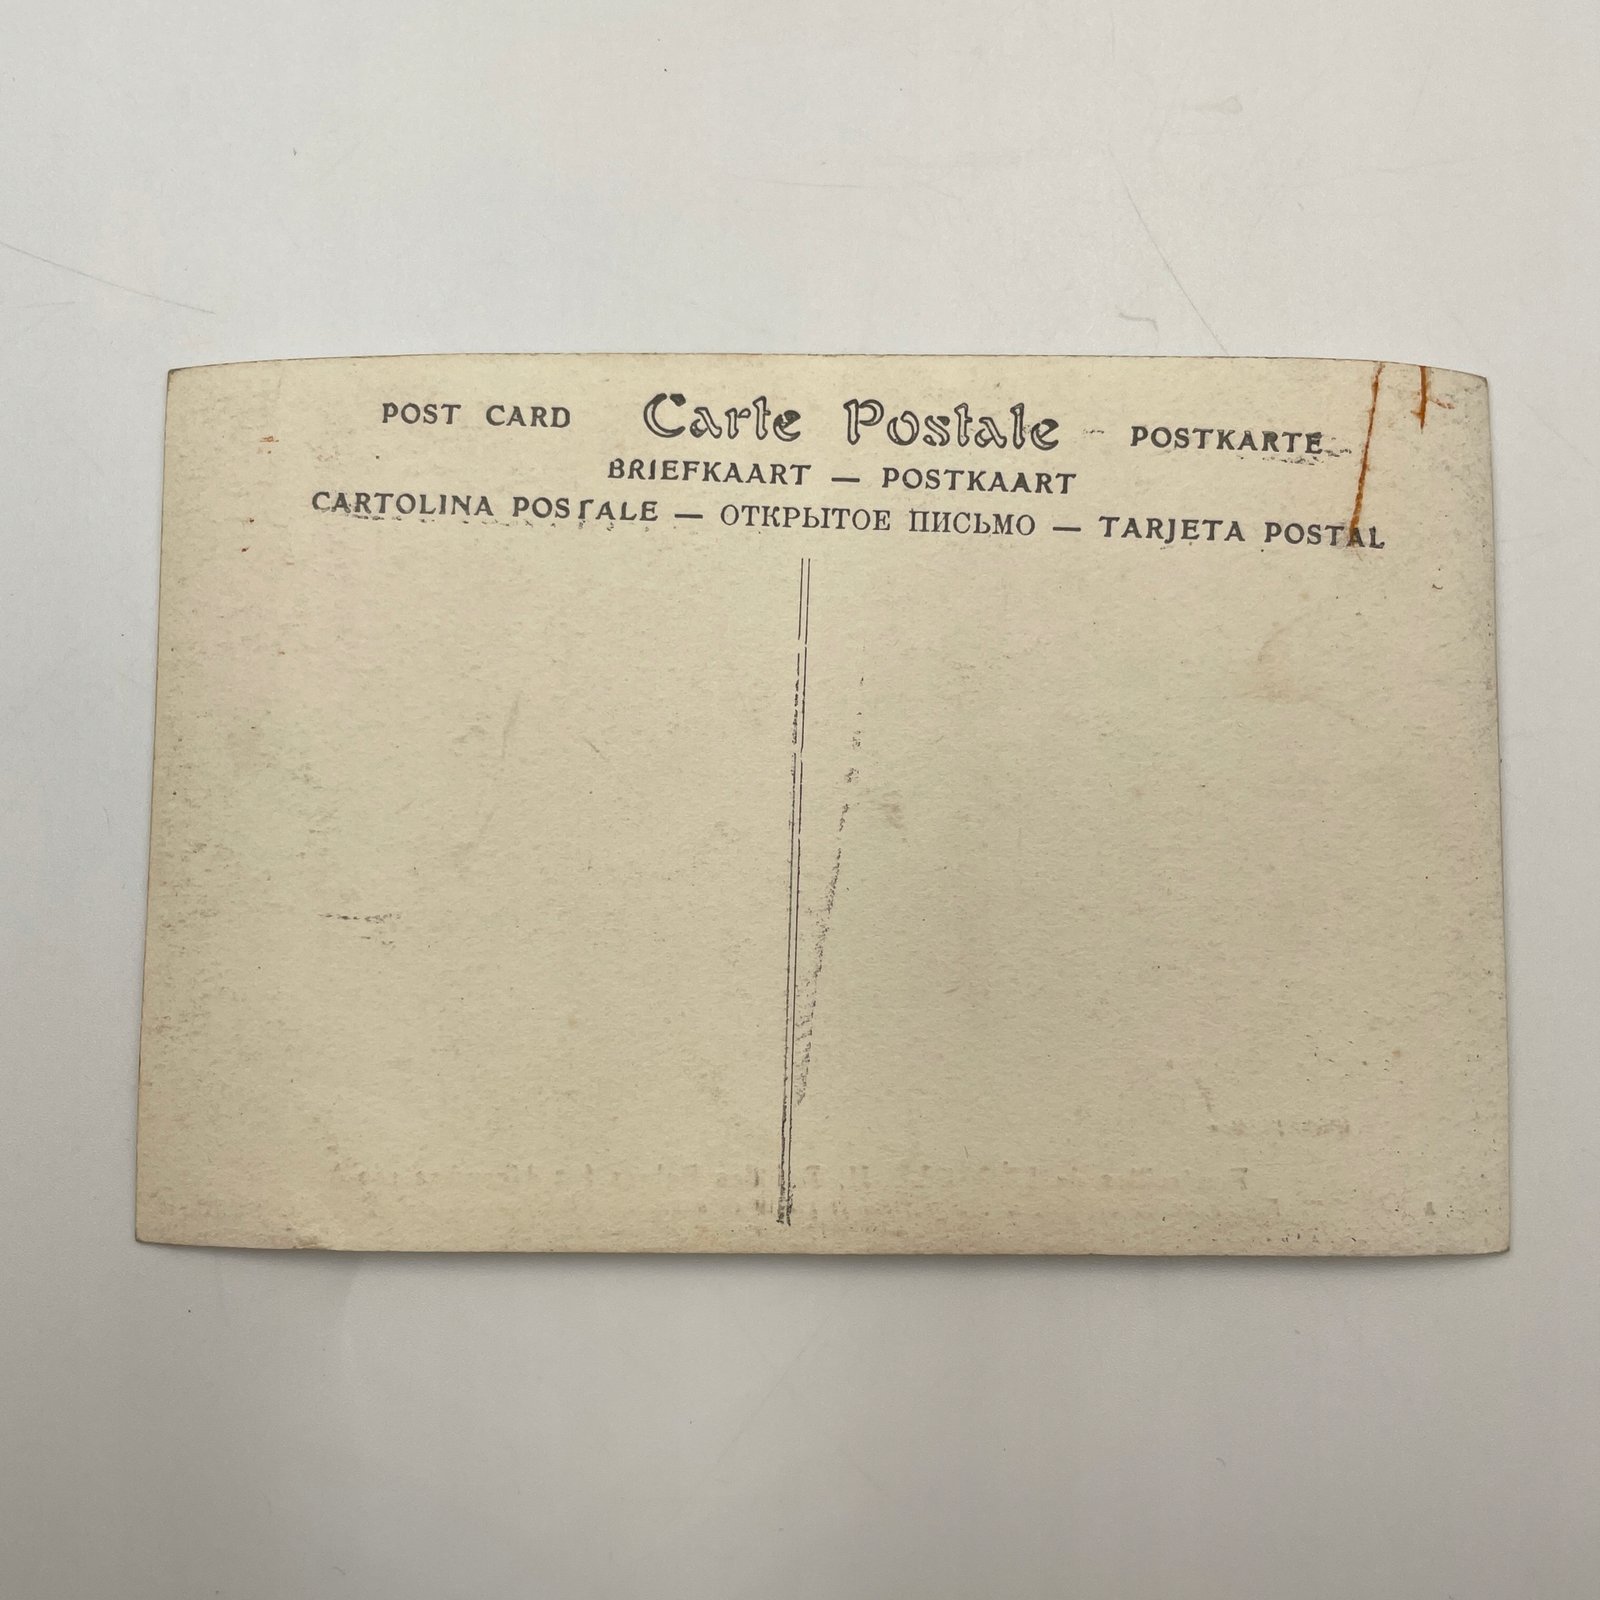 POST CARD Carte Postale POSTKARTE
BRIEFKAART — POSTKAART
CARTOLINA POSTALE — ОТКРЫТОЕ ПИСЬМО — TARJETA POSTAL